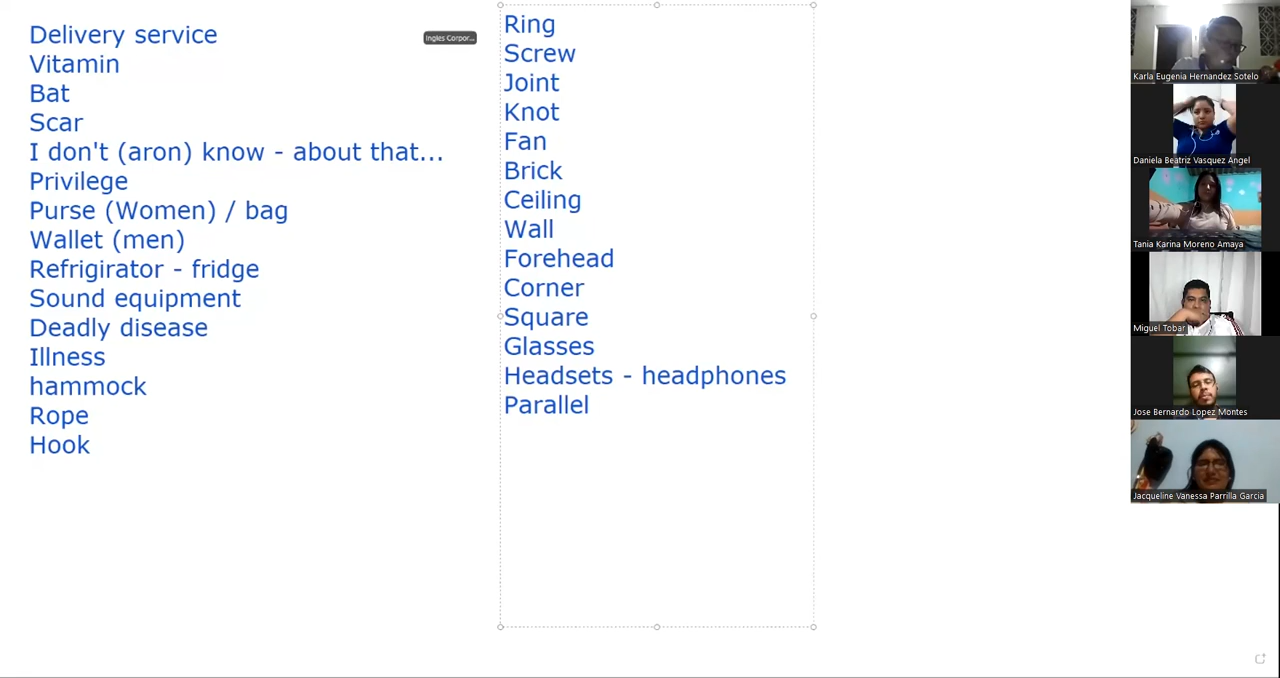 Delivery service
Vitamin
Bat
Scar
I don't (aron) know - about that...
Privilege
Purse (Women) / bag
Wallet (men)
Refrigirator - fridge
Sound equipment
Deadly disease
Illness
hammock
Rope
Hook
Ingles Corpor...
Ring
Screw
Joint
Knot
Fan
Brick
Ceiling
Wall
Forehead
Corner
Square
Glasses
Headsets - headphones
Parallel
Karla Eugenia Hernandez Sotelo
Daniela Beatriz Vasquez Angel
Tania Karina Moreno Amaya
Miguel Tobar
Jose Bernardo Lopez Montes
Jacqueline Vanessa Parrilla Garcia